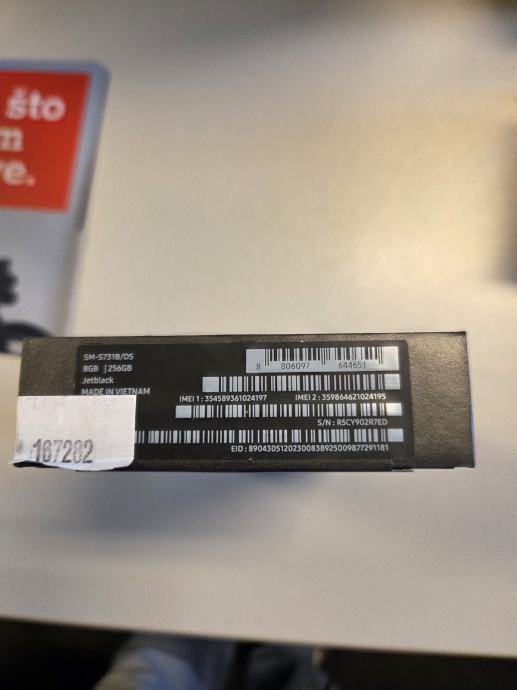 što
m
re.
SM-S731B/DS
8GB | 256GB
Jetblack
MADE IN VIETNAM
8 806097 644651
IMEI 1 : 354589361024197 IMEI 2 : 359864621024195
S/N : R5CY902R7ED
EID : 89043051202300838925009877291181
167282